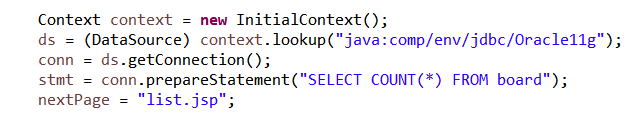 Context context = new InitialContext();
ds = (DataSource) context.lookup("java:comp/env/jdbc/Oracle11g");
conn = ds.getConnection();
stmt = conn.prepareStatement("SELECT COUNT(*) FROM board");
nextPage = "list.jsp";